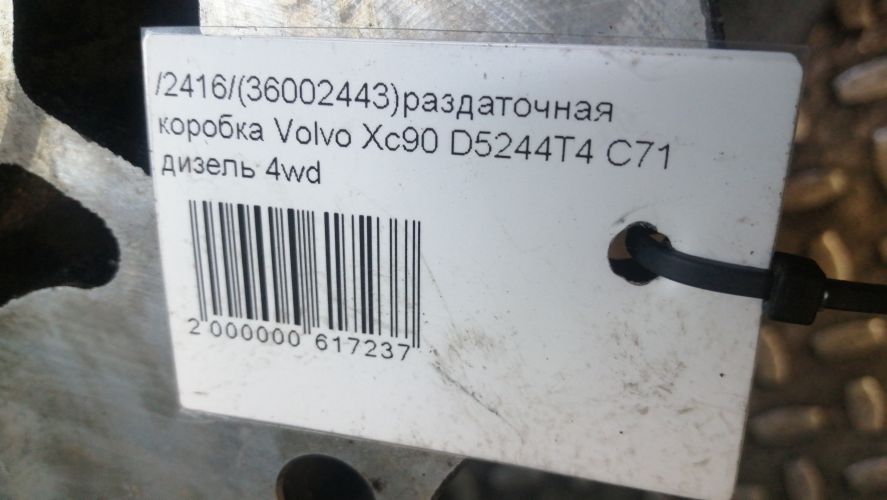 /2416/(36002443)раздаточная
коробка Volvo Xc90 D5244T4 C71
дизель 4wd
2 000000 617237